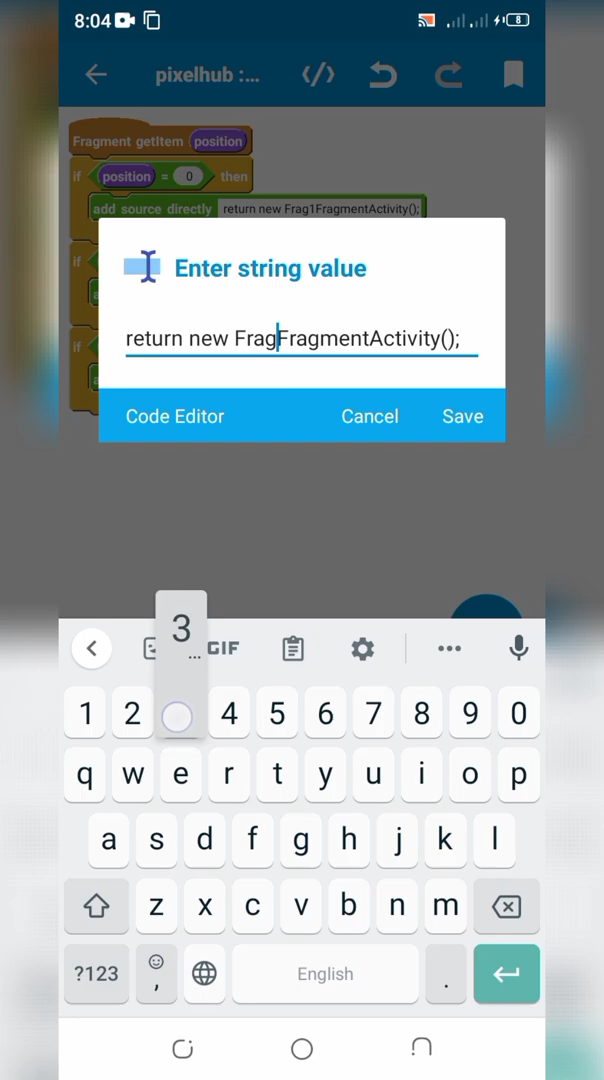 8:04
8
pixelhub :...
Fragment getItem position
if position = 0 then
add source directly return new Frag1FragmentActivity();
if
if
Enter string value
return new FragFragmentActivity();
Code Editor Cancel Save
3
...
GIF
1 2 4 5 6 7 8 9 0
q w e r t y u i o p
a s d f g h j k l
z x c v b n m
?123 , English .